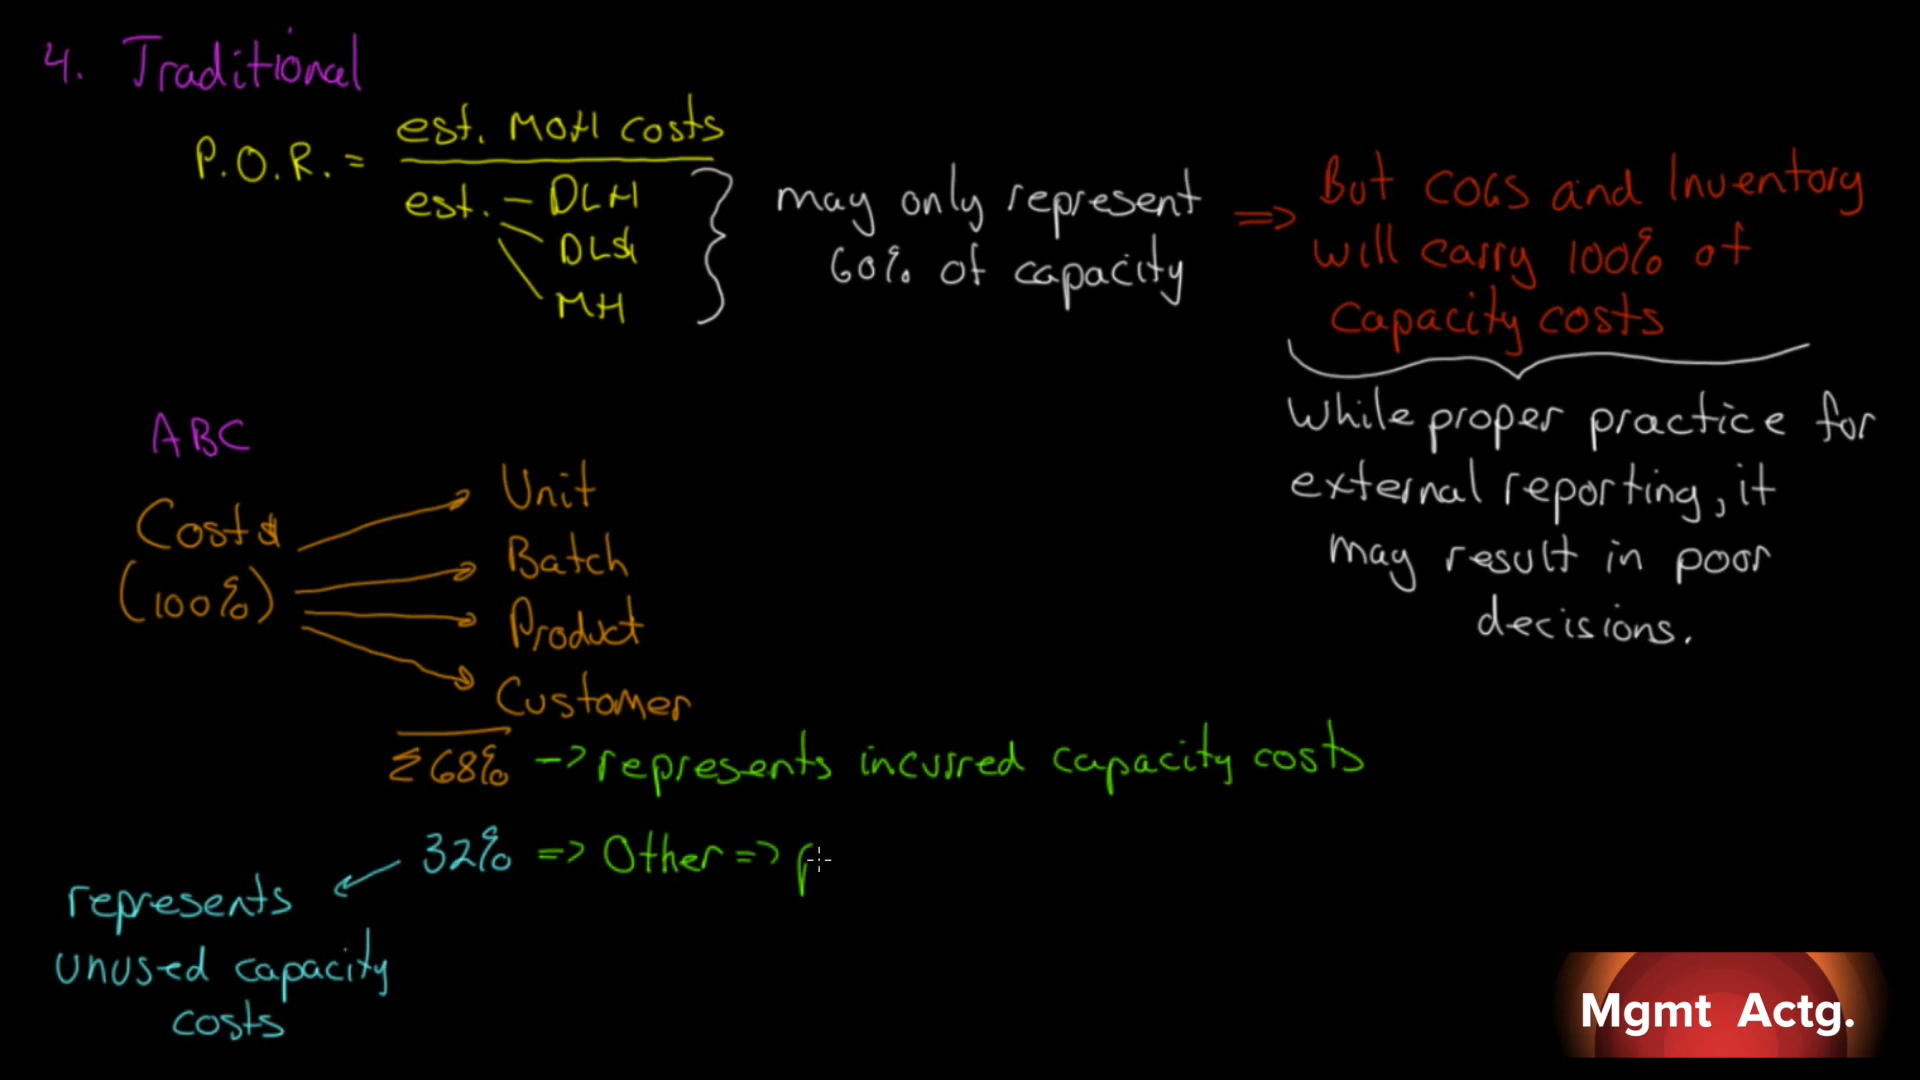 4. Traditional
P.O.R. = est. MOH costs
est. - DLH
DL$
MH
may only represent
60% of capacity
=> But COGS and Inventory
will carry 100% of
capacity costs
While proper practice for
external reporting, it
may result in poor
decisions.
ABC
Cost$
(100%)
Unit
Batch
Product
Customer
Σ68% -> represents incurred capacity costs
32% => Other =>
represents
unused capacity
costs
Mgmt Actg.